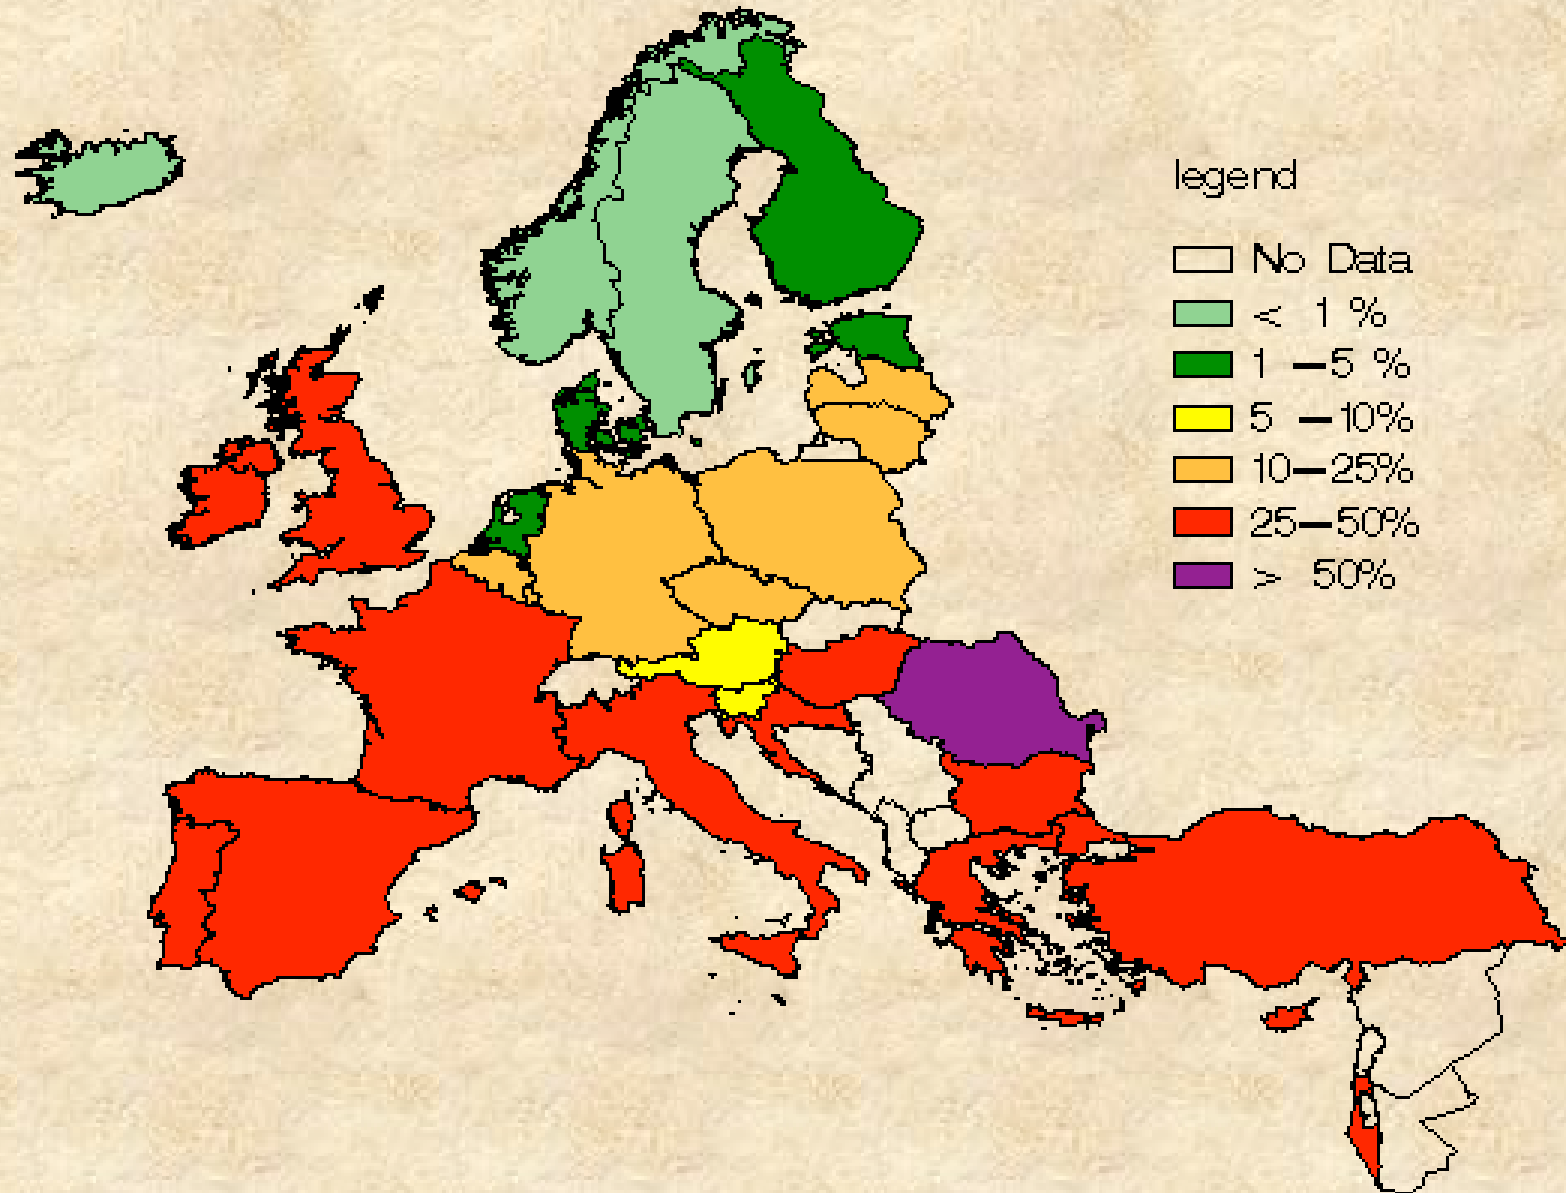 legend
No Data
< 1 %
1 –5 %
5 –10%
10–25%
25–50%
> 50%